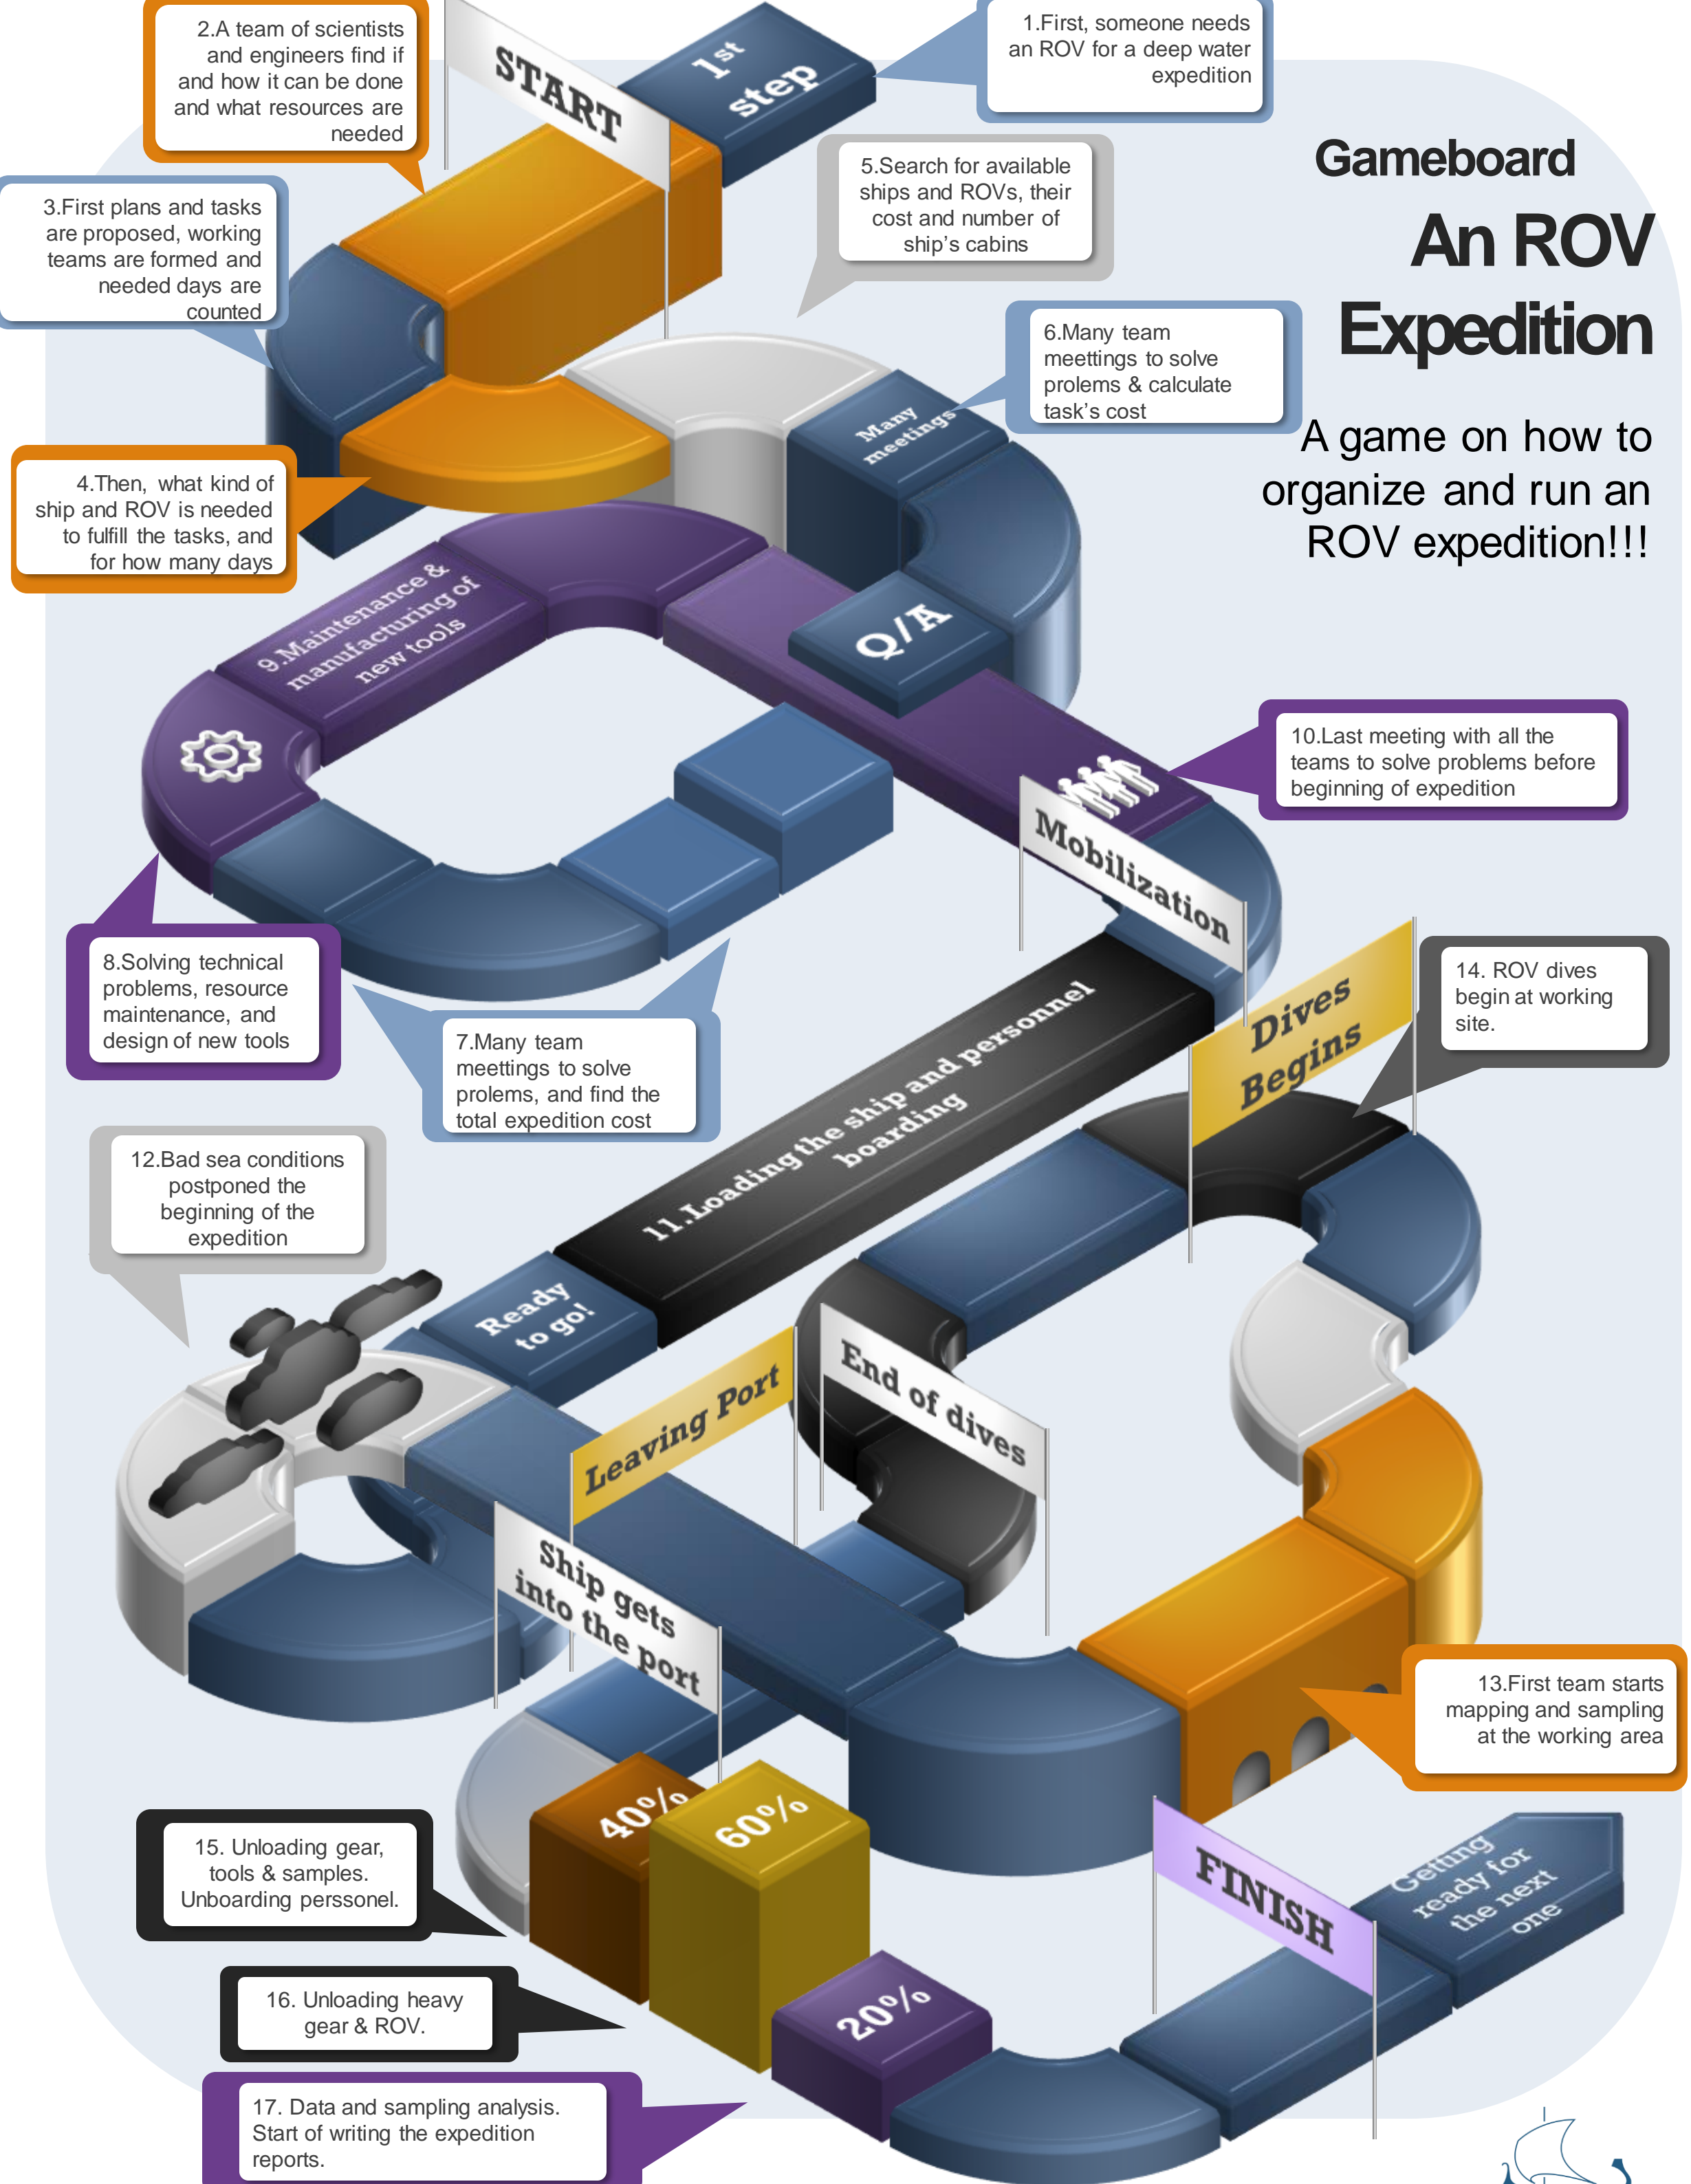 Gameboard
An ROV
Expedition
A game on how to
organize and run an
ROV expedition!!!
1st
step
START
1.First, someone needs
an ROV for a deep water
expedition
2.A team of scientists
and engineers find if
and how it can be done
and what resources are
needed
3.First plans and tasks
are proposed, working
teams are formed and
needed days are
counted
4.Then, what kind of
ship and ROV is needed
to fulfill the tasks, and
for how many days
5.Search for available
ships and ROVs, their
cost and number of
ship's cabins
6.Many team
meettings to solve
prolems & calculate
task's cost
Many
meetings
Q/A
7.Many team
meettings to solve
prolems, and find the
total expedition cost
8.Solving technical
problems, resource
maintenance, and
design of new tools
9.Maintenance &
manufacturing of
new tools
10.Last meeting with all the
teams to solve problems before
beginning of expedition
Mobilization
11.Loading the ship and personnel
boarding
Ready
to go!
12.Bad sea conditions
postponed the
beginning of the
expedition
Leaving Port
13.First team starts
mapping and sampling
at the working area
Dives
Begins
14. ROV dives
begin at working
site.
End of dives
Ship gets
into the port
15. Unloading gear,
tools & samples.
Unboarding perssonel.
40%
16. Unloading heavy
gear & ROV.
60%
17. Data and sampling analysis.
Start of writing the expedition
reports.
20%
FINISH
Getting
ready for
the next
one